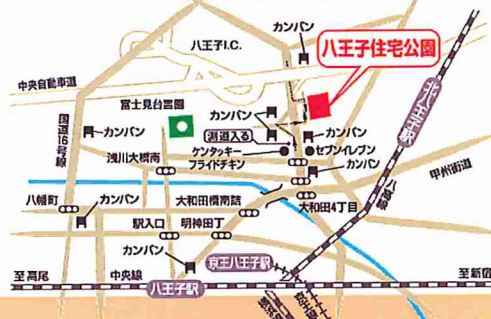 カンバン
八王子I.C.
八王子住宅公園
中央自動車道
富士見台霊園
カンバン
国道16号線
カンバン
側道入る
カンバン
ケンタッキー
フライドチキン
セブンイレブン
カンバン
北八王子駅
浅川大橋南
甲州街道
八幡町
カンバン
大和田橋南詰
大和田4丁目
八高線
駅入口
明神町
カンバン
京王八王子駅
至高尾
中央線
八王子駅
至新宿